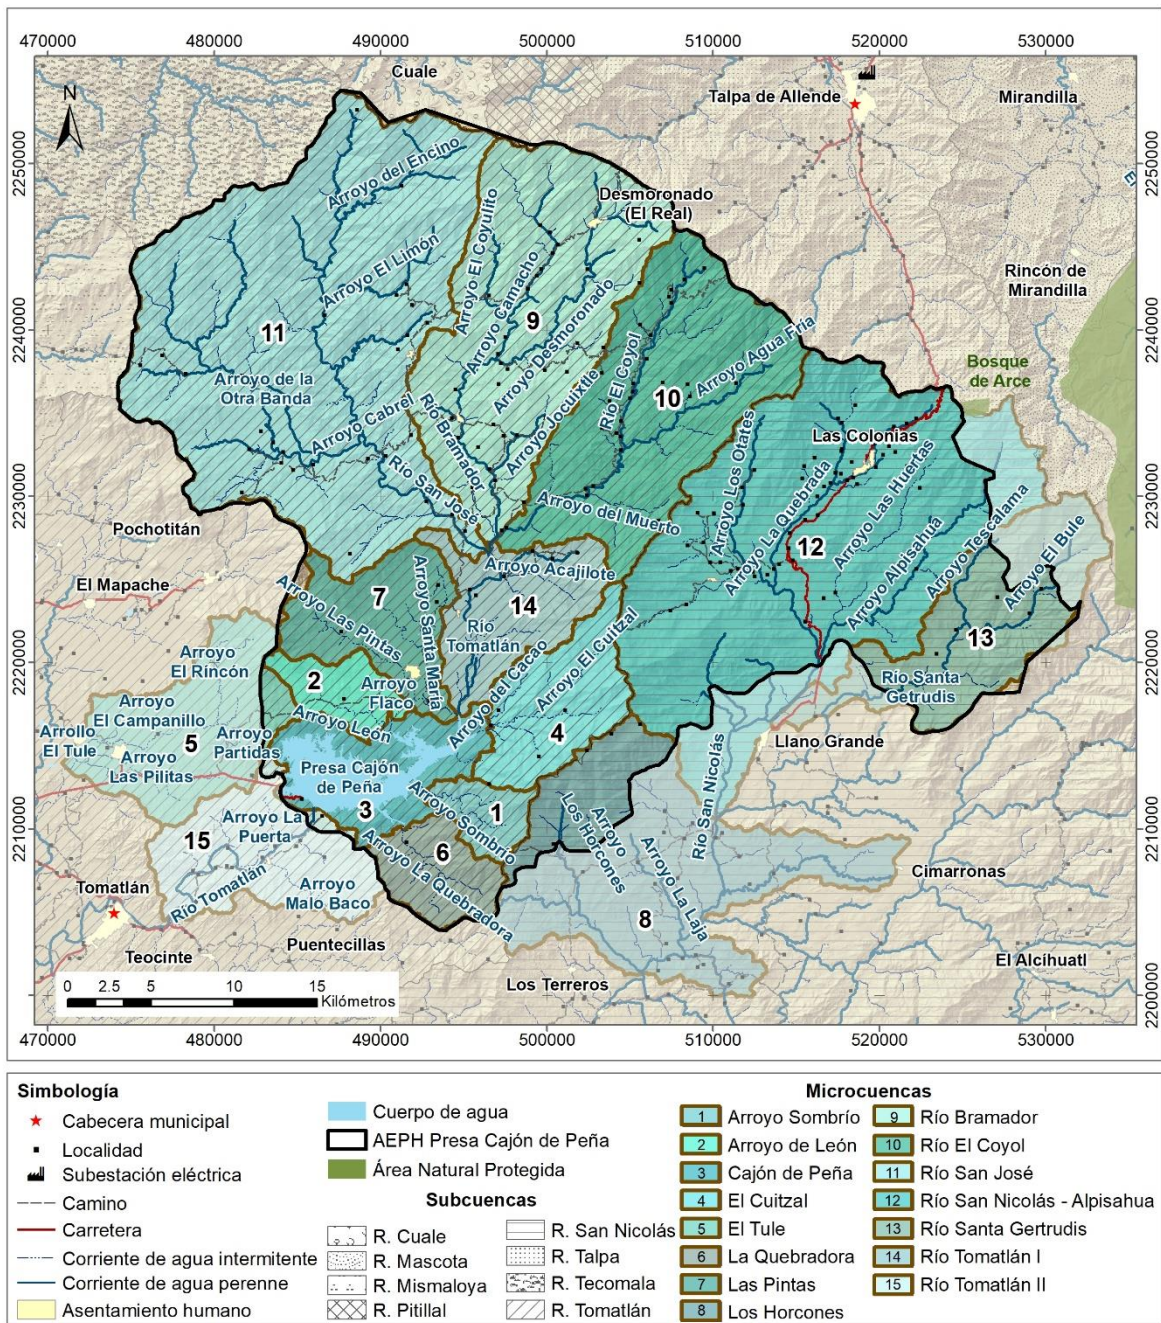 470000 480000 490000 500000 510000 520000 530000
Cuale
Talpa de Allende
Mirandilla
N
2250000
2250000
Arroyo del Encino
Desmoronado
(El Real)
Arroyo El Coyulito
Arroyo El Limón
Arroyo Camacho
Rincón de
Mirandilla
2240000
2240000
11
9
Arroyo Desmoronado
Río El Coyol
Arroyo Agua Fría
10
Bosque
de Arce
Arroyo de la
Otra Banda
Arroyo Cabrel
Río Bramador
Arroyo Jocuixtle
Arroyo Los Otates
Las Colonias
2230000
2230000
Río San José
Arroyo del Muerto
Arroyo La Quebrada
Arroyo Las Huertas
Pochotitán
12
Arroyo Alpisahua
Arroyo Tescalama
Arroyo El Bule
El Mapache
Arroyo Las Pintas
7
Arroyo Santa María
Arroyo Acajilote
14
Río
Tomatlán
Arroyo El Cuitzal
13
2220000
2220000
Arroyo
El Rincón
2
Arroyo
Flaco
Arroyo del Cacao
Río Santa
Getrudis
Arroyo
El Campanillo
Arroyo León
Arrollo
El Tule
5
Arroyo
Partidas
4
Río San Nicolás
Llano Grande
Arroyo
Las Pilitas
Presa Cajón
de Peña
3
1
Arroyo Sombrío
2210000
2210000
15
Arroyo La
Puerta
6
Arroyo
Los Horcones
Arroyo La Laja
Cimarronas
Arroyo La Quebradora
Tomatlán
Río Tomatlán
Arroyo
Malo Baco
8
Teocinte
Puentecillas
El Alcíhuatl
Los Terreros
0 2.5 5 10 15
Kilómetros
2200000
470000 480000 490000 500000 510000 520000 530000
Simbología
Cabecera municipal
Localidad
Subestación eléctrica
Camino
Carretera
Corriente de agua intermitente
Corriente de agua perenne
Asentamiento humano
Cuerpo de agua
AEPH Presa Cajón de Peña
Área Natural Protegida
Subcuencas
R. Cuale
R. Mascota
R. Mismaloya
R. Pitillal
R. San Nicolás
R. Talpa
R. Tecomala
R. Tomatlán
Microcuencas
1 Arroyo Sombrío
2 Arroyo de León
3 Cajón de Peña
4 El Cuitzal
5 El Tule
6 La Quebradora
7 Las Pintas
8 Los Horcones
9 Río Bramador
10 Río El Coyol
11 Río San José
12 Río San Nicolás - Alpisahua
13 Río Santa Gertrudis
14 Río Tomatlán I
15 Río Tomatlán II